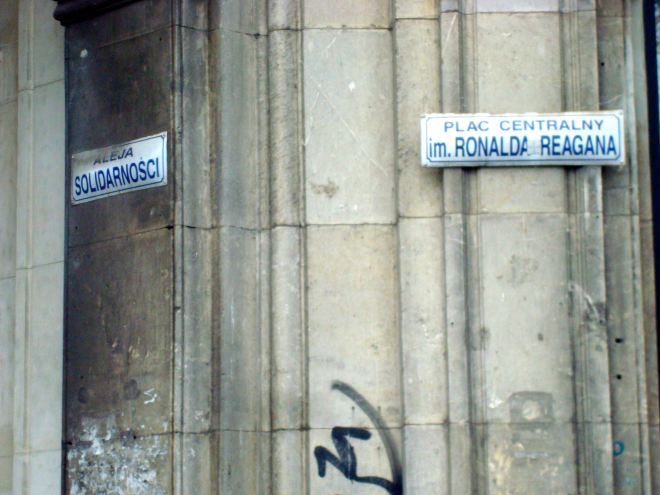 ALEJA
SOLIDARNOŚCI
PLAC CENTRALNY
im. RONALDA REAGANA